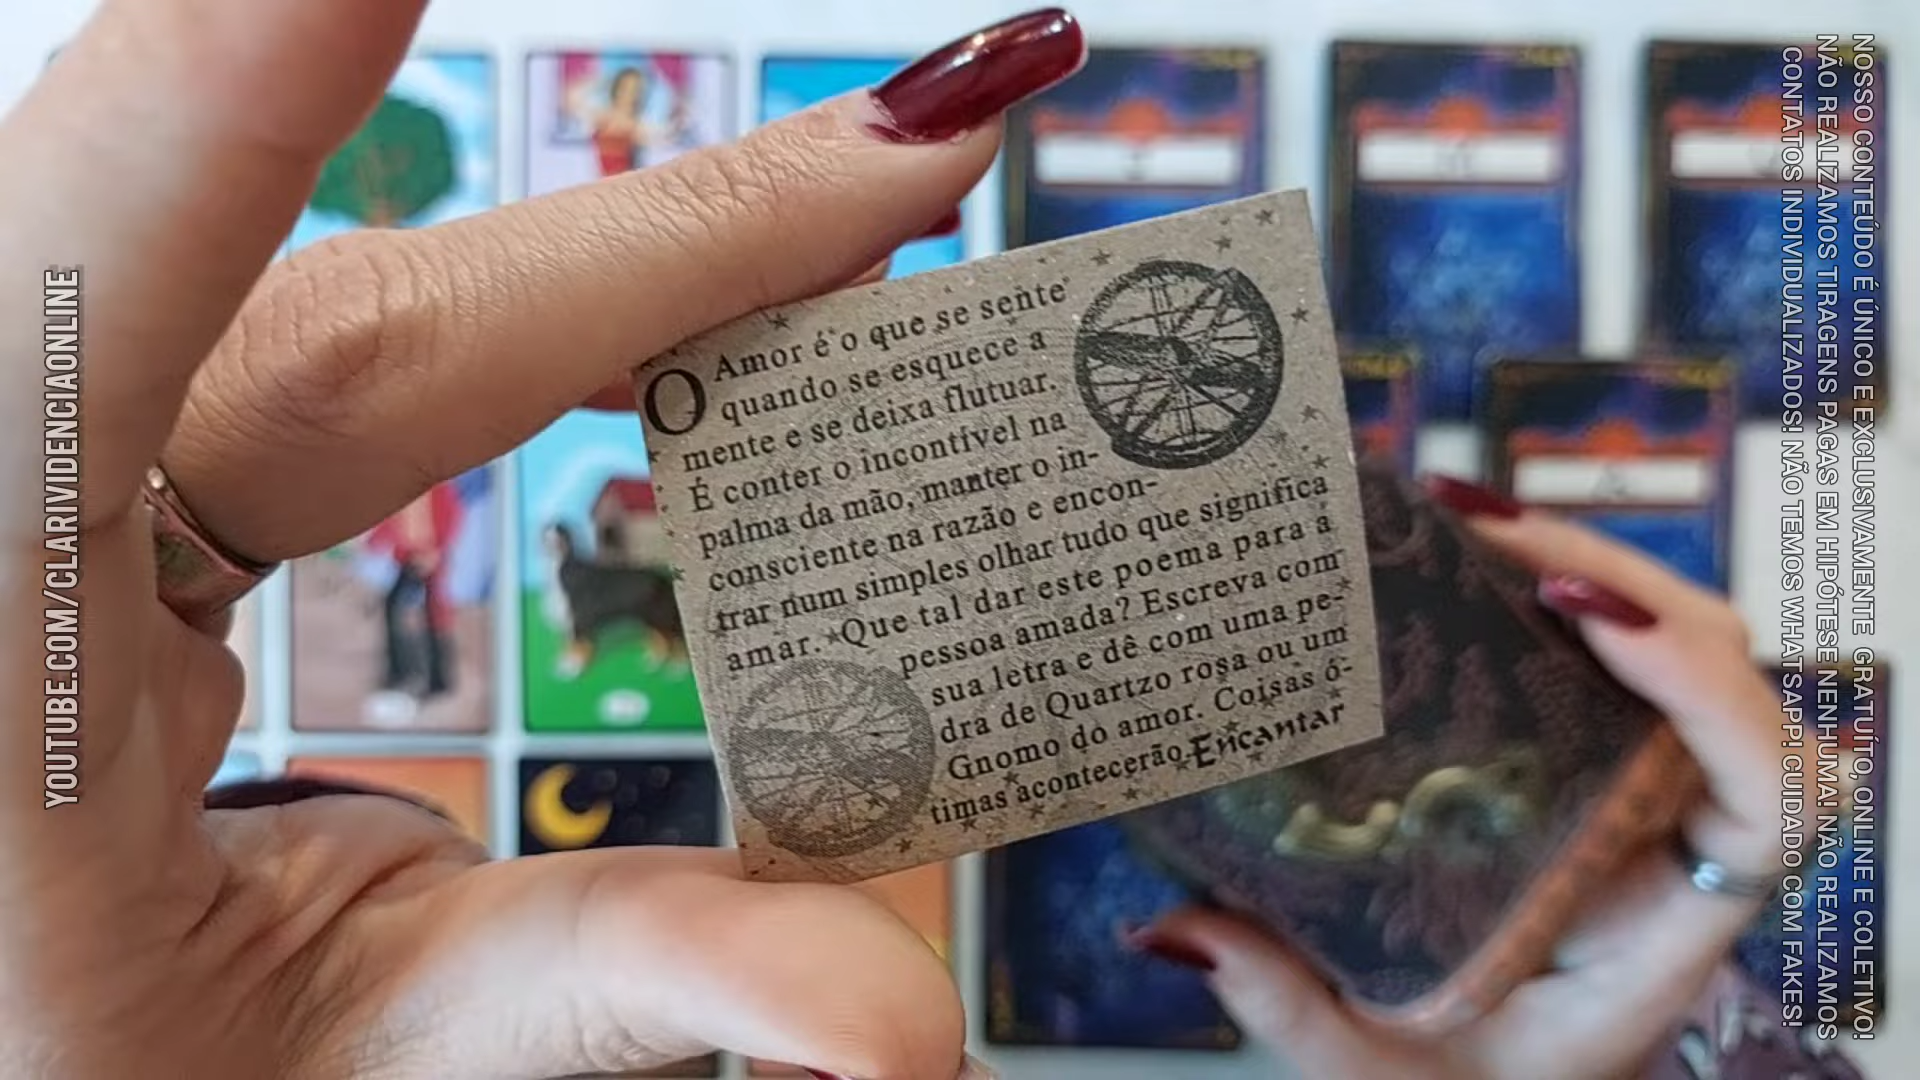 O Amor é o que se sente
quando se esquece a
mente e se deixa flutuar.
É conter o incontível na
palma da mão, manter o in-
consciente na razão e encon-
trar num simples olhar tudo que significa
amar. Que tal dar este poema para a
pessoa amada? Escreva com
sua letra e dê com uma pe-
dra de Quartzo rosa ou um
Gnomo do amor. Coisas ó-
timas acontecerão. Encantar
YOUTUBE.COM/CLARIVIDENCIAONLINE
NOSSO CONTEÚDO É ÚNICO E EXCLUSIVAMENTE GRATUÍTO, ONLINE E COLETIVO!
NÃO REALIZAMOS TIRAGENS PAGAS EM HIPÓTESE NENHUMA! NÃO REALIZAMOS
CONTATOS INDIVIDUALIZADOS! NÃO TEMOS WHATSAPP! CUIDADO COM FAKES!